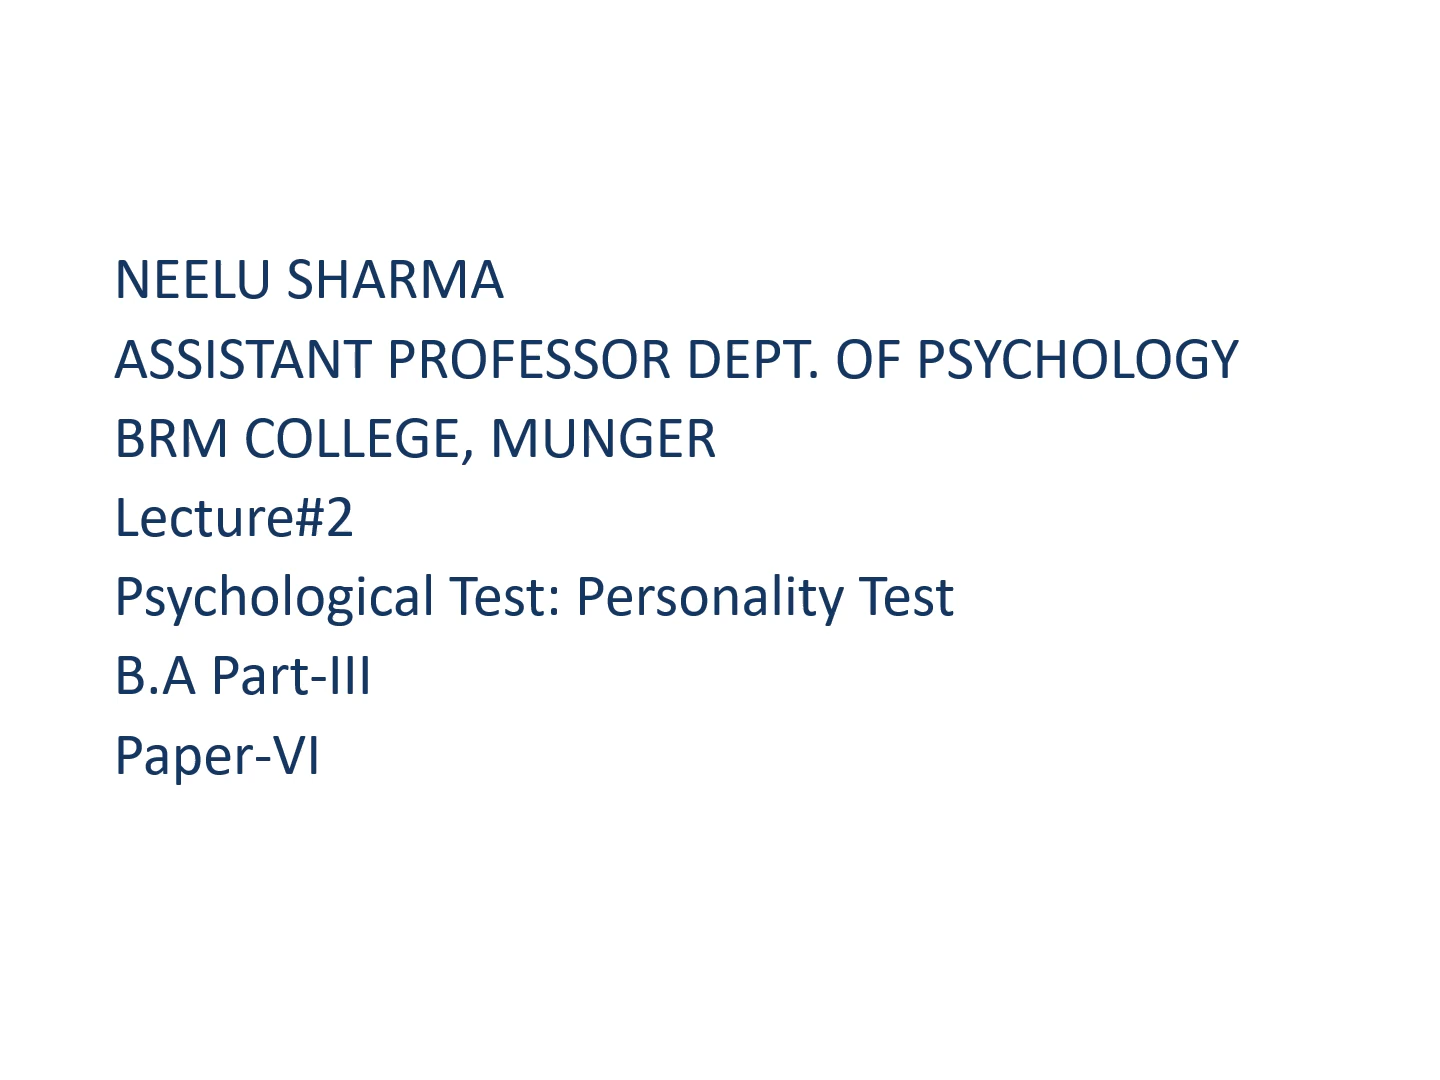 NEELU SHARMA
ASSISTANT PROFESSOR DEPT. OF PSYCHOLOGY
BRM COLLEGE, MUNGER
Lecture#2
Psychological Test: Personality Test
B.A Part-III
Paper-VI